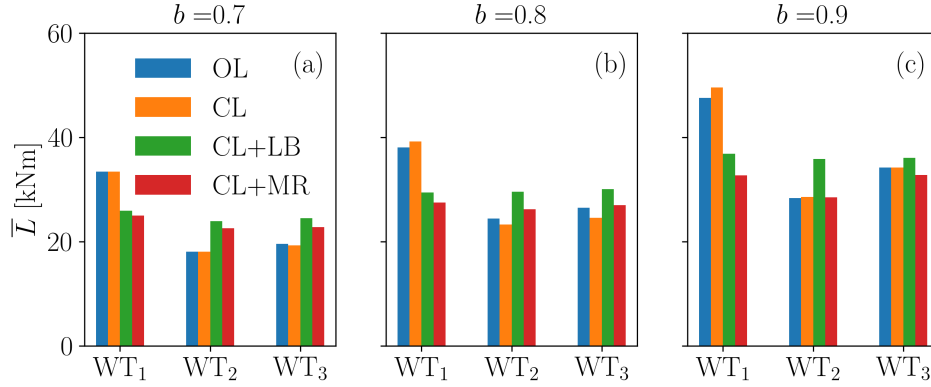 b =0.7
b =0.8
b =0.9
L̅ [kNm]
60
40
20
0
(a)
(b)
(c)
OL
CL
CL+LB
CL+MR
WT₁ WT₂ WT₃
WT₁ WT₂ WT₃
WT₁ WT₂ WT₃